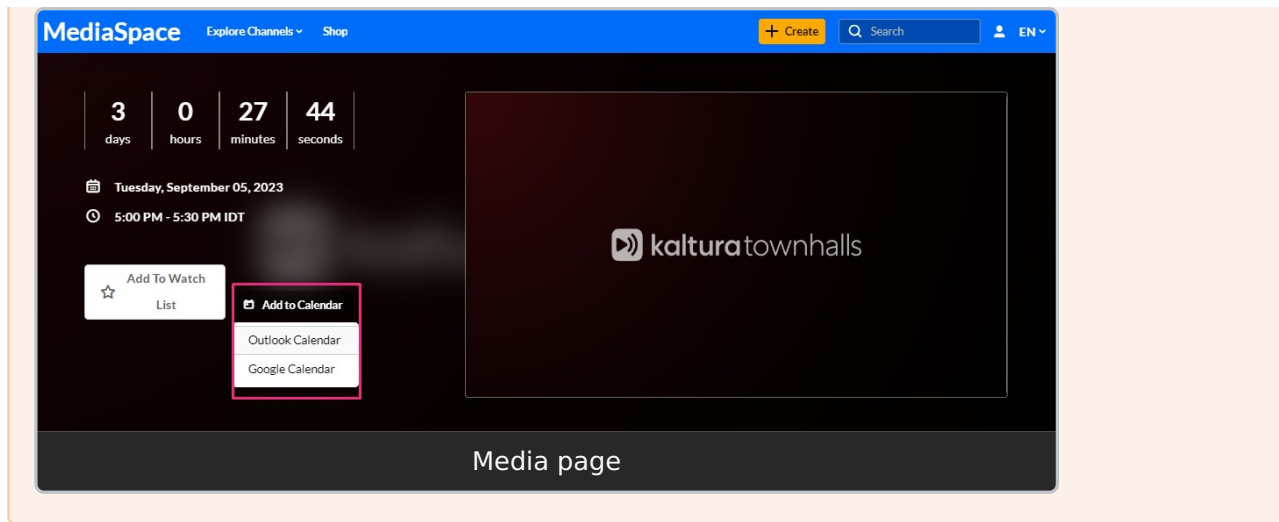 MediaSpace Explore Channels Shop + Create Search EN
3 0 27 44
days hours minutes seconds
Tuesday, September 05, 2023
5:00 PM - 5:30 PM IDT
kalturatownhalls
Add To Watch
List
Add to Calendar
Outlook Calendar
Google Calendar
Media page